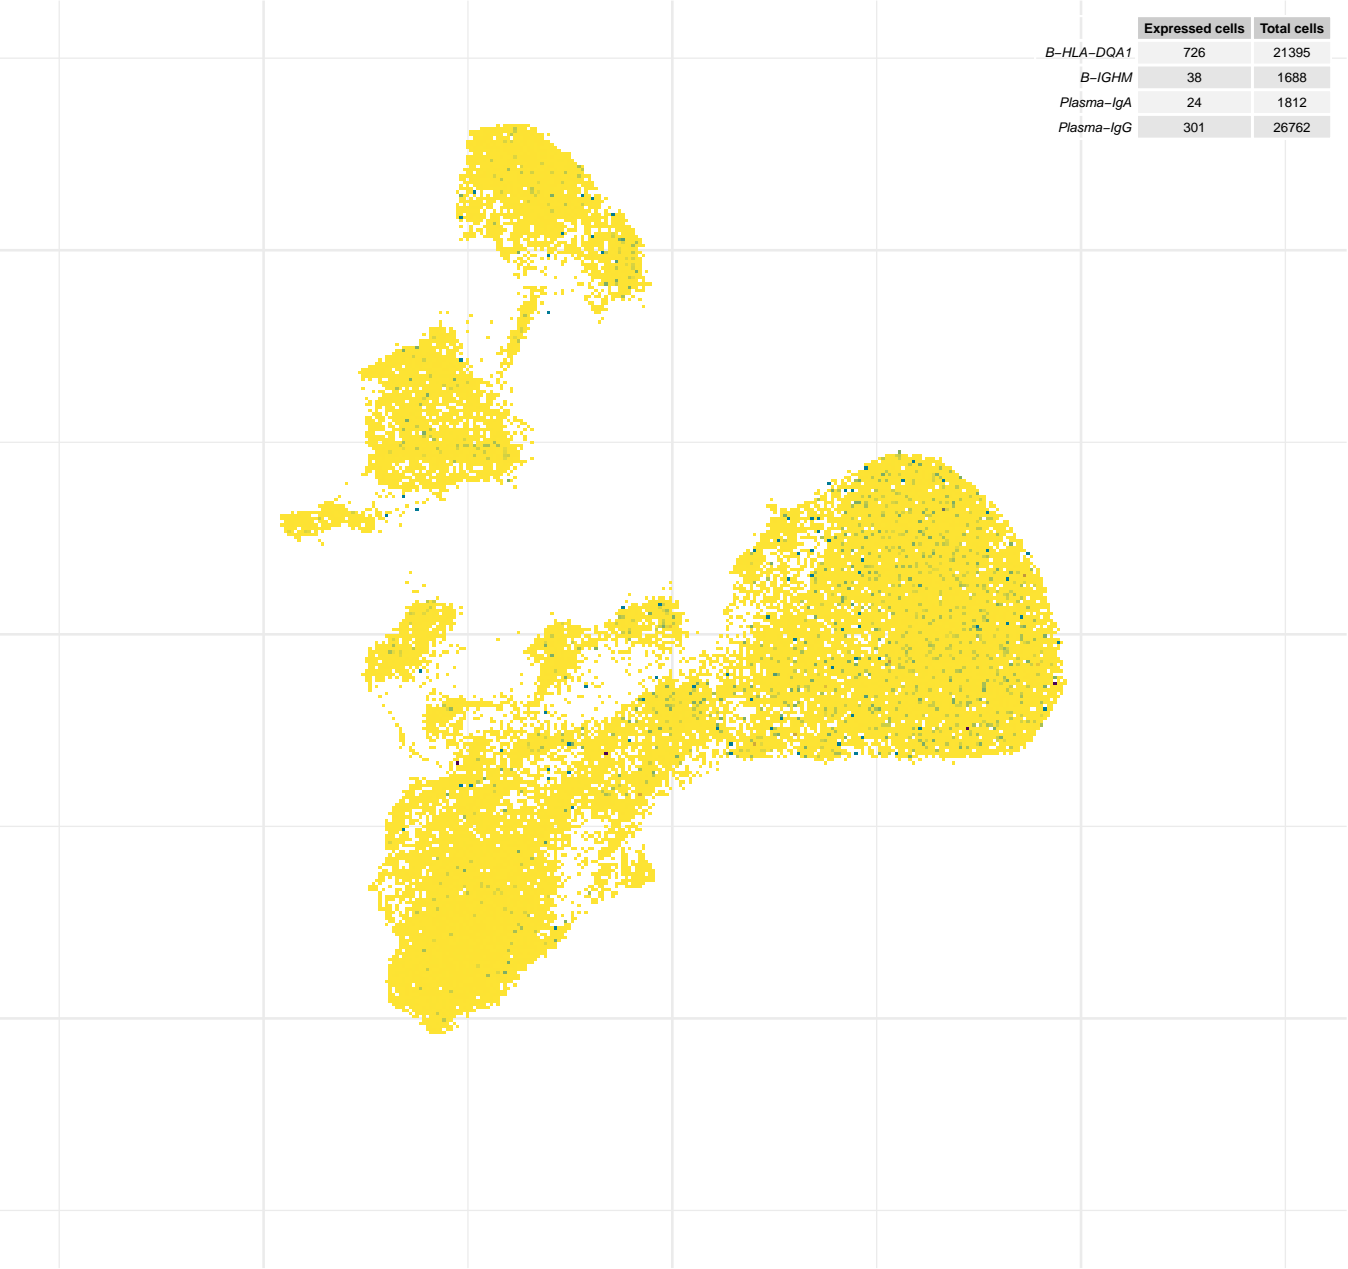 Expressed cells Total cells
B−HLA−DQA1 726 21395
B−IGHM 38 1688
Plasma−IgA 24 1812
Plasma−IgG 301 26762